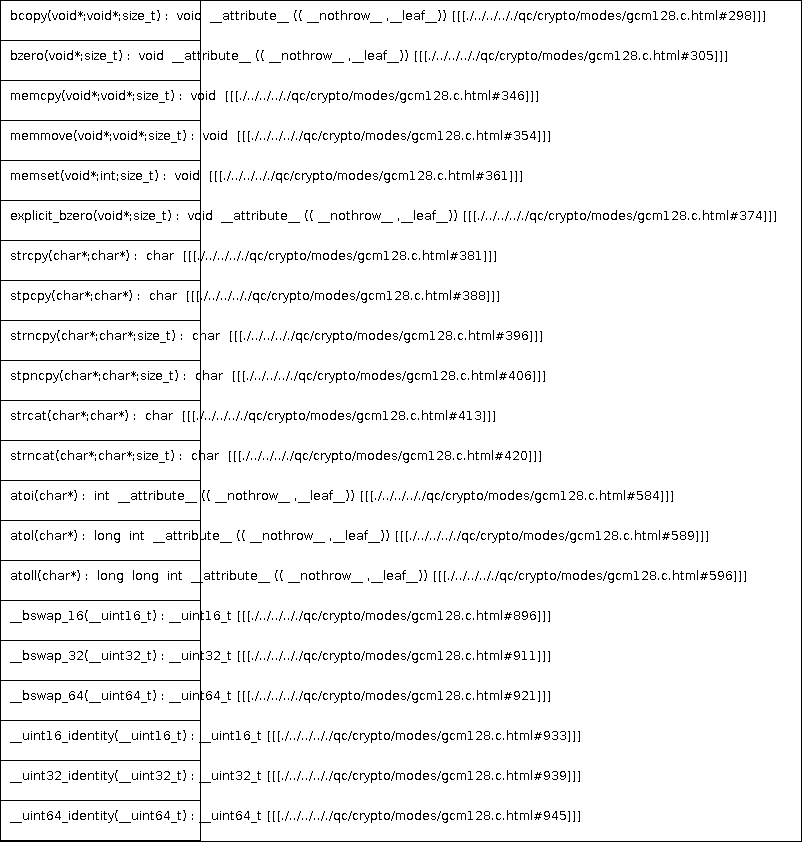 bcopy(void*;void*;size_t) : void __attribute__ (( __nothrow__ ,__leaf__)) [[[./../../../qc/crypto/modes/gcm128.c.html#298]]]
bzero(void*;size_t) : void __attribute__ (( __nothrow__ ,__leaf__)) [[[./../../../qc/crypto/modes/gcm128.c.html#305]]]
memcpy(void*;void*;size_t) : void [[[./../../../../qc/crypto/modes/gcm128.c.html#346]]]
memmove(void*;void*;size_t) : void [[[./../../../../qc/crypto/modes/gcm128.c.html#354]]]
memset(void*;int;size_t) : void [[[./../../../../qc/crypto/modes/gcm128.c.html#361]]]
explicit_bzero(void*;size_t) : void __attribute__ (( __nothrow__ ,__leaf__)) [[[./../../../../qc/crypto/modes/gcm128.c.html#374]]]
strcpy(char*;char*) : char [[[./../../../../qc/crypto/modes/gcm128.c.html#381]]]
stpcpy(char*;char*) : char [[[./../../../../qc/crypto/modes/gcm128.c.html#388]]]
strncpy(char*;char*;size_t) : char [[[./../../../../qc/crypto/modes/gcm128.c.html#396]]]
stpncpy(char*;char*;size_t) : char [[[./../../../../qc/crypto/modes/gcm128.c.html#406]]]
strcat(char*;char*) : char [[[./../../../../qc/crypto/modes/gcm128.c.html#413]]]
strncat(char*;char*;size_t) : char [[[./../../../../qc/crypto/modes/gcm128.c.html#420]]]
atoi(char*) : int __attribute__ (( __nothrow__ ,__leaf__)) [[[./../../../../qc/crypto/modes/gcm128.c.html#584]]]
atol(char*) : long int __attribute__ (( __nothrow__ ,__leaf__)) [[[./../../../../qc/crypto/modes/gcm128.c.html#589]]]
atoll(char*) : long long int __attribute__ (( __nothrow__ ,__leaf__)) [[[./../../../../qc/crypto/modes/gcm128.c.html#596]]]
__bswap_16(__uint16_t) : __uint16_t [[[./../../../../qc/crypto/modes/gcm128.c.html#896]]]
__bswap_32(__uint32_t) : __uint32_t [[[./../../../../qc/crypto/modes/gcm128.c.html#911]]]
__bswap_64(__uint64_t) : __uint64_t [[[./../../../../qc/crypto/modes/gcm128.c.html#921]]]
__uint16_identity(__uint16_t) : __uint16_t [[[./../../../../qc/crypto/modes/gcm128.c.html#933]]]
__uint32_identity(__uint32_t) : __uint32_t [[[./../../../../qc/crypto/modes/gcm128.c.html#939]]]
__uint64_identity(__uint64_t) : __uint64_t [[[./../../../../qc/crypto/modes/gcm128.c.html#945]]]